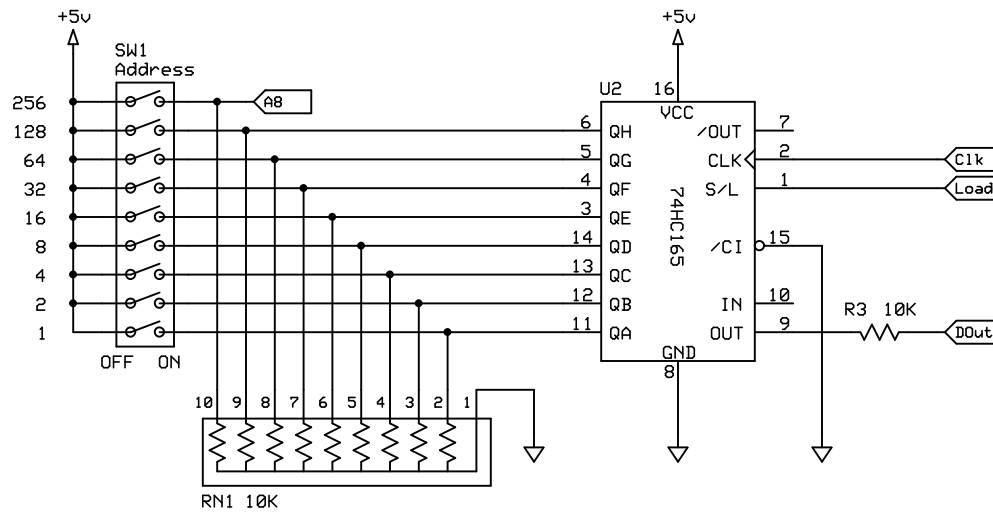 +5v
+5v
SW1
Address
256
A8
128
64
32
16
8
4
2
1
OFF ON
U2
16
VCC
6 QH
5 QG
4 QF
3 QE
14 QD
13 QC
12 QB
11 QA
74HC165
/OUT 7
CLK 2
S/L 1
/CI 15
IN 10
OUT 9
GND
8
Clk
Load
R3 10K
DOut
10 9 8 7 6 5 4 3 2 1
RN1 10K